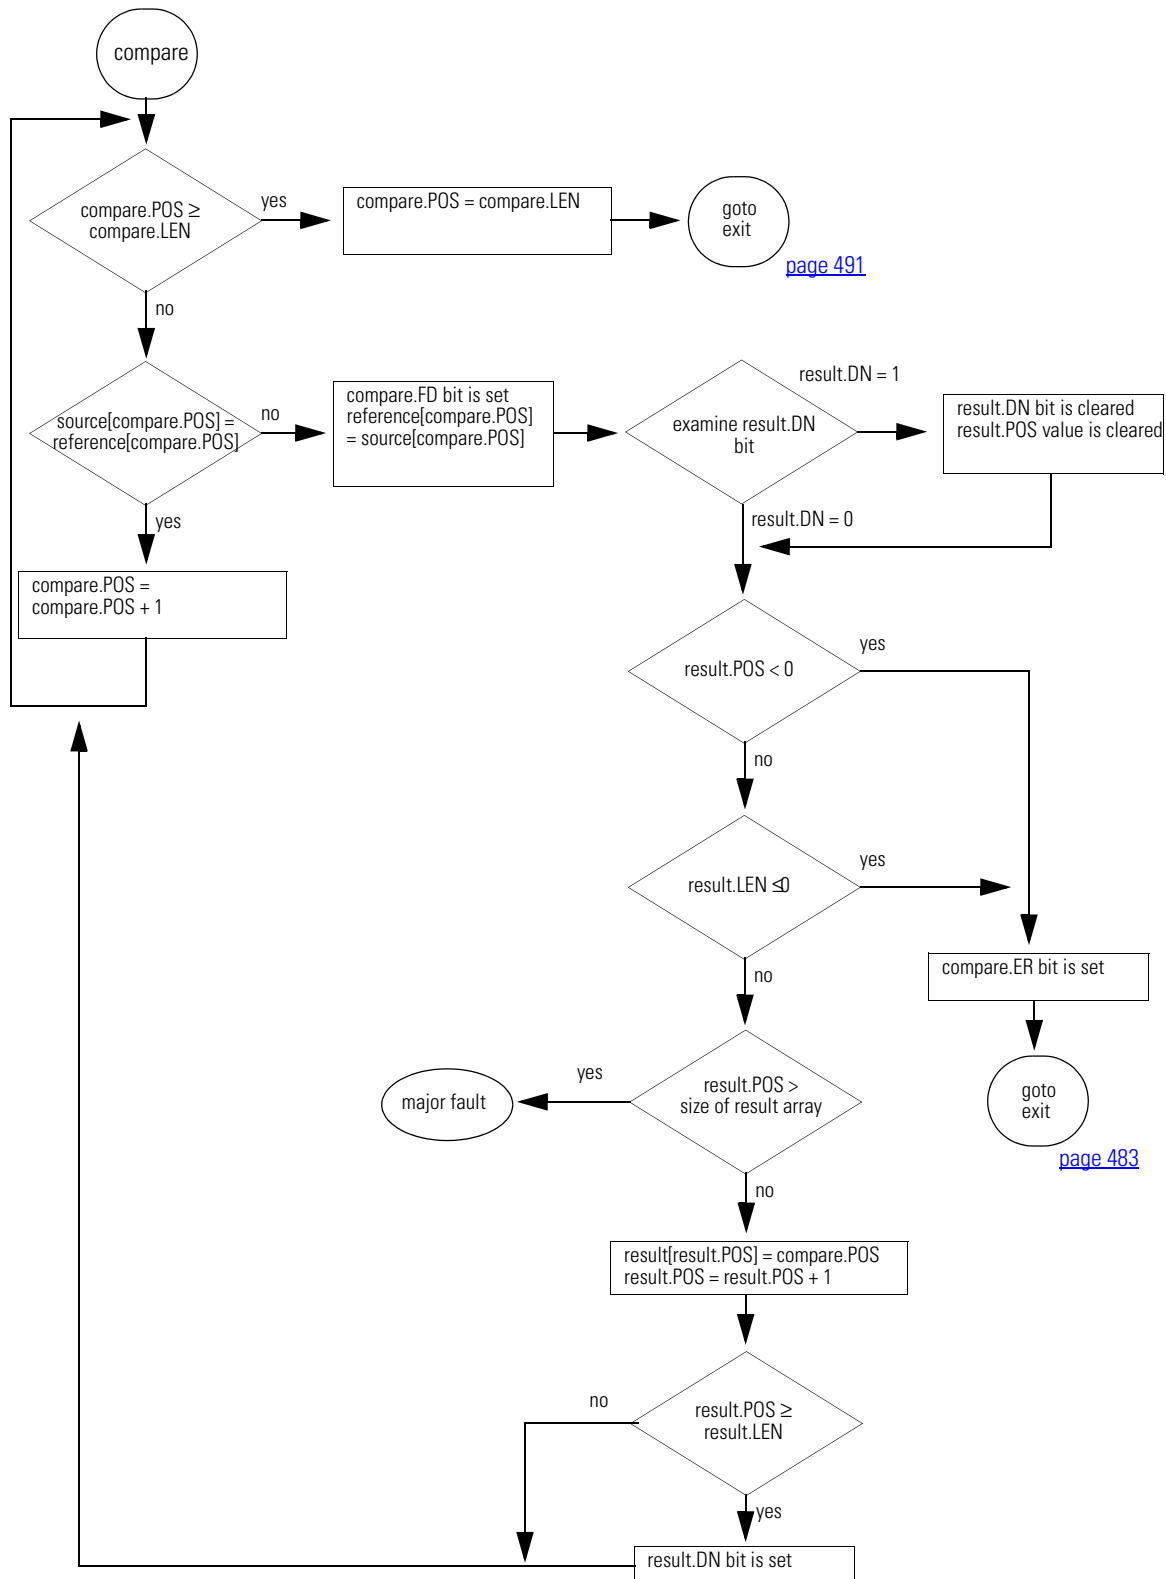 compare
compare.POS ≥
compare.LEN
yes
compare.POS = compare.LEN
goto
exit
page 491
no
source[compare.POS] =
reference[compare.POS]
no
compare.FD bit is set
reference[compare.POS]
= source[compare.POS]
examine result.DN
bit
result.DN = 1
result.DN bit is cleared
result.POS value is cleared
yes
result.DN = 0
compare.POS =
compare.POS + 1
result.POS < 0
yes
no
result.LEN ≤0
yes
no
compare.ER bit is set
goto
exit
page 483
result.POS >
size of result array
yes
major fault
no
result[result.POS] = compare.POS
result.POS = result.POS + 1
result.POS ≥
result.LEN
no
yes
result.DN bit is set